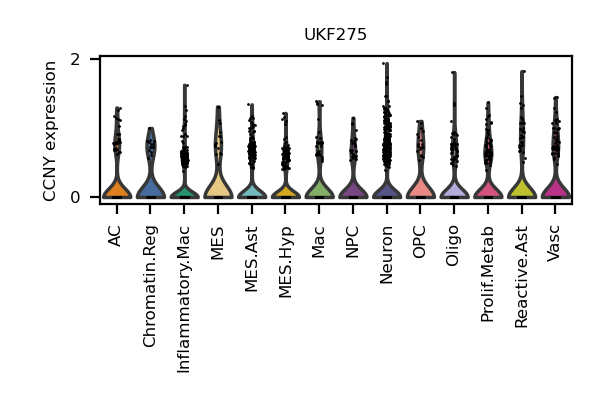 UKF275
CCNY expression
2
0
AC
Chromatin.Reg
Inflammatory.Mac
MES
MES.Ast
MES.Hyp
Mac
NPC
Neuron
OPC
Oligo
Prolif.Metab
Reactive.Ast
Vasc